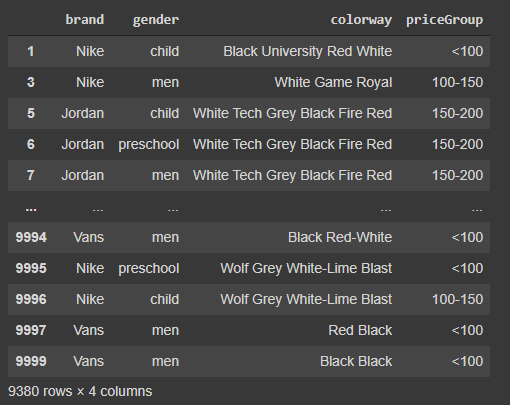 brand gender colorway priceGroup
1 Nike child Black University Red White <100
3 Nike men White Game Royal 100-150
5 Jordan child White Tech Grey Black Fire Red 150-200
6 Jordan preschool White Tech Grey Black Fire Red 150-200
7 Jordan men White Tech Grey Black Fire Red 150-200
... ... ... ... ...
9994 Vans men Black Red-White <100
9995 Nike preschool Wolf Grey White-Lime Blast <100
9996 Nike child Wolf Grey White-Lime Blast 100-150
9997 Vans men Red Black <100
9999 Vans men Black Black <100
9380 rows × 4 columns